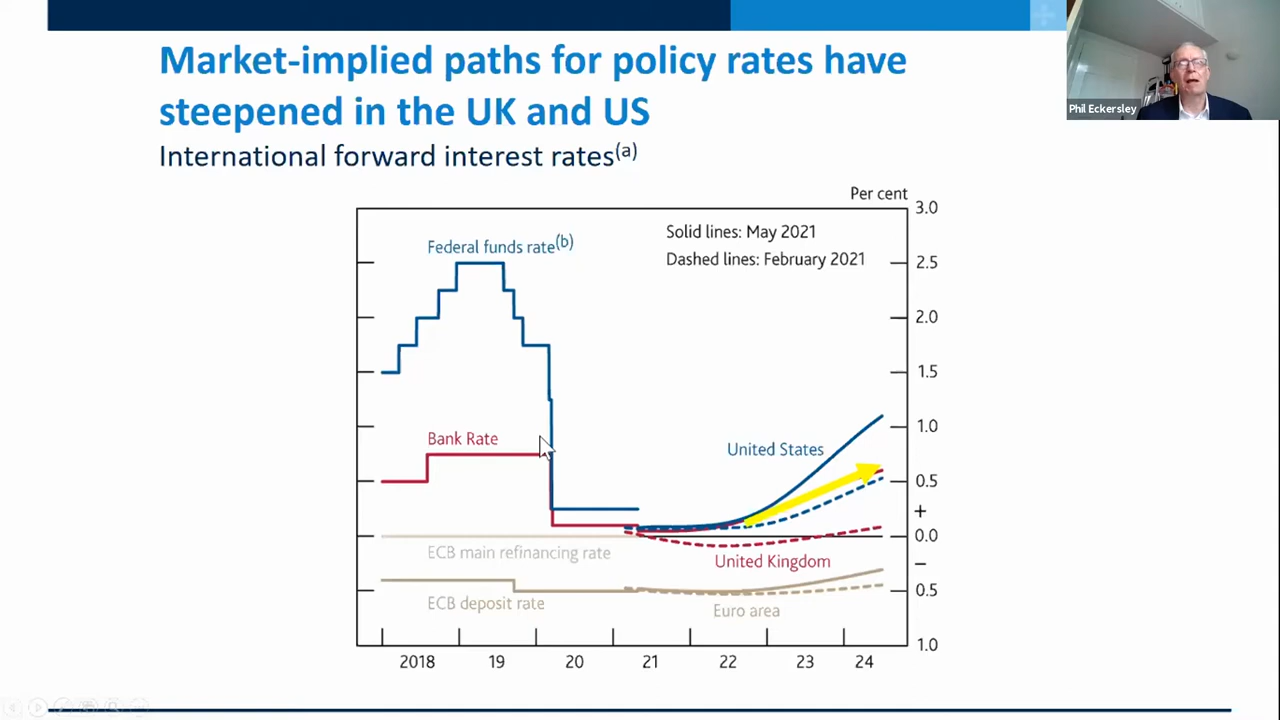 Market-implied paths for policy rates have
steepened in the UK and US
International forward interest rates(a)
Phil Eckersley
Per cent
3.0
Solid lines: May 2021
Federal funds rate(b)
Dashed lines: February 2021
2.5
2.0
1.5
Bank Rate
United States
1.0
0.5
+
0.0
ECB main refinancing rate
United Kingdom
–
ECB deposit rate
Euro area
0.5
1.0
2018 19 20 21 22 23 24